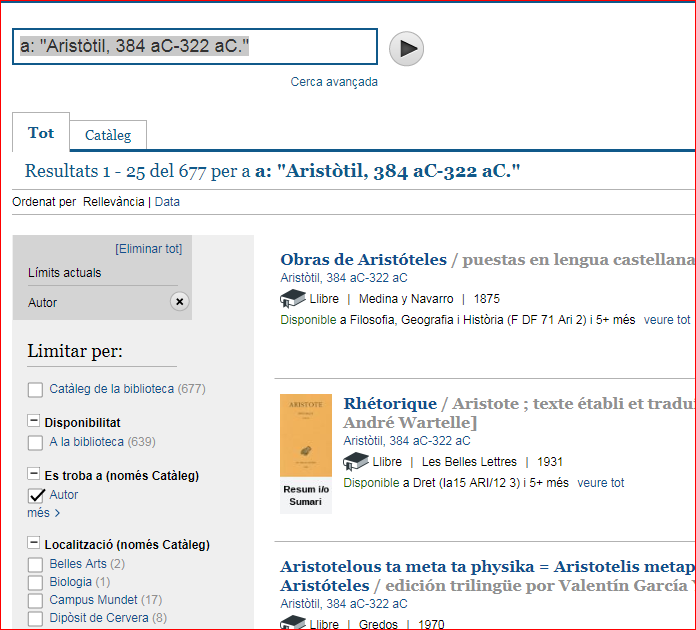 a: "Aristòtil, 384 aC-322 aC."
Cerca avançada
Tot
Catàleg
Resultats 1 - 25 del 677 per a a: "Aristòtil, 384 aC-322 aC."
Ordenat per Rellevància | Data
[Eliminar tot]
Límits actuals
Autor
Limitar per:
Catàleg de la biblioteca (677)
Disponibilitat
A la biblioteca (639)
Es troba a (només Catàleg)
Autor
més >
Localització (només Catàleg)
Belles Arts (2)
Biologia (1)
Campus Mundet (17)
Dipòsit de Cervera (8)
Obras de Aristóteles / puestas en lengua castellana
Aristòtil, 384 aC-322 aC
Llibre | Medina y Navarro | 1875
Disponible a Filosofia, Geografia i Història (F DF 71 Ari 2) i 5+ més veure tot
ARISTOTE
Resum i/o
Sumari
Rhétorique / Aristote ; texte établi et tradui
André Wartelle]
Aristòtil, 384 aC-322 aC
Llibre | Les Belles Lettres | 1931
Disponible a Dret (Ia15 ARI/12 3) i 5+ més veure tot
Aristotelous ta meta ta physika = Aristotelis metap
Aristóteles / edición trilingüe por Valentín García Y
Aristòtil, 384 aC-322 aC
Llibre | Gredos | 1970